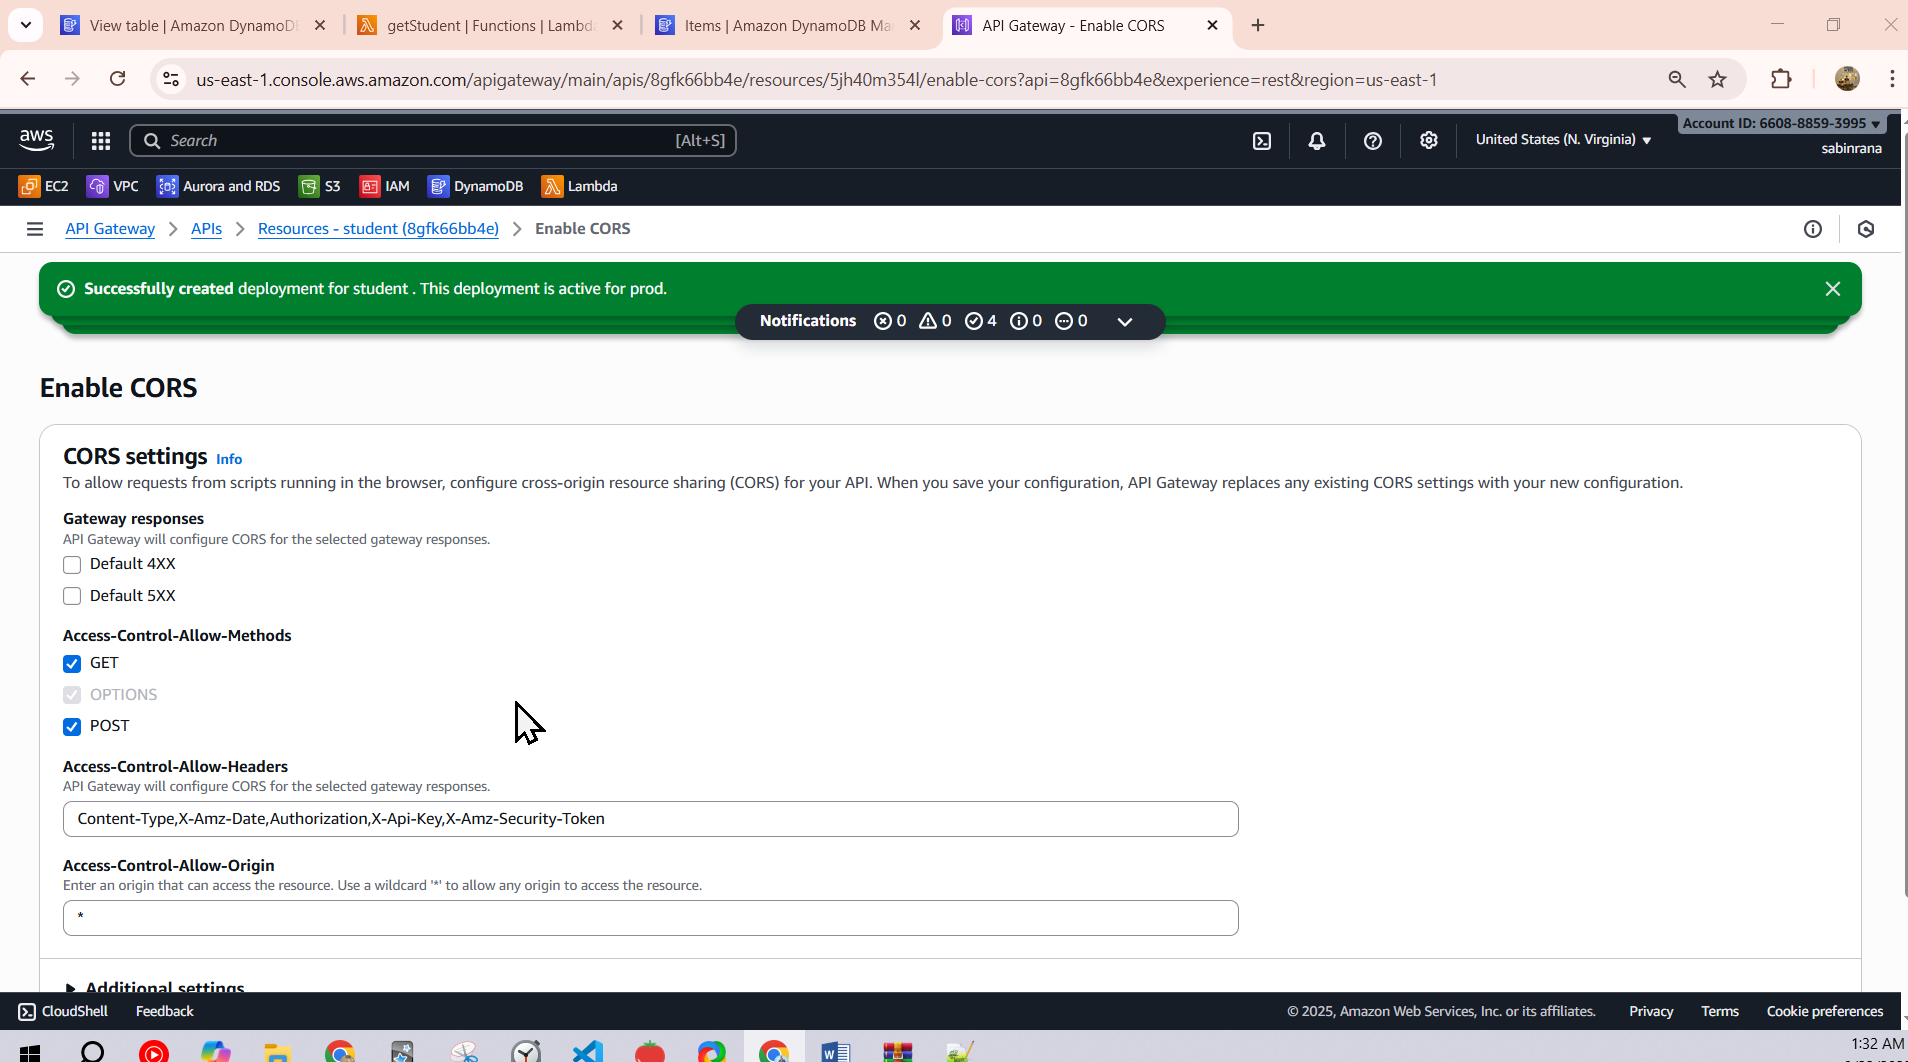 View table | Amazon DynamoDB
getStudent | Functions | Lambda
Items | Amazon DynamoDB Mar
API Gateway - Enable CORS
us-east-1.console.aws.amazon.com/apigateway/main/apis/8gfk66bb4e/resources/5jh40m354l/enable-cors?api=8gfk66bb4e&experience=rest&region=us-east-1
aws
Search
[Alt+S]
United States (N. Virginia)
Account ID: 6608-8859-3995
sabinrana
EC2
VPC
Aurora and RDS
S3
IAM
DynamoDB
Lambda
API Gateway
APIs
Resources - student (8gfk66bb4e)
Enable CORS
Successfully created deployment for student . This deployment is active for prod.
Notifications 0 0 4 0 0
Enable CORS
CORS settings Info
To allow requests from scripts running in the browser, configure cross-origin resource sharing (CORS) for your API. When you save your configuration, API Gateway replaces any existing CORS settings with your new configuration.
Gateway responses
API Gateway will configure CORS for the selected gateway responses.
Default 4XX
Default 5XX
Access-Control-Allow-Methods
GET
OPTIONS
POST
Access-Control-Allow-Headers
API Gateway will configure CORS for the selected gateway responses.
Content-Type,X-Amz-Date,Authorization,X-Api-Key,X-Amz-Security-Token
Access-Control-Allow-Origin
Enter an origin that can access the resource. Use a wildcard '*' to allow any origin to access the resource.
*
Additional settings
CloudShell
Feedback
© 2025, Amazon Web Services, Inc. or its affiliates.
Privacy
Terms
Cookie preferences
1:32 AM